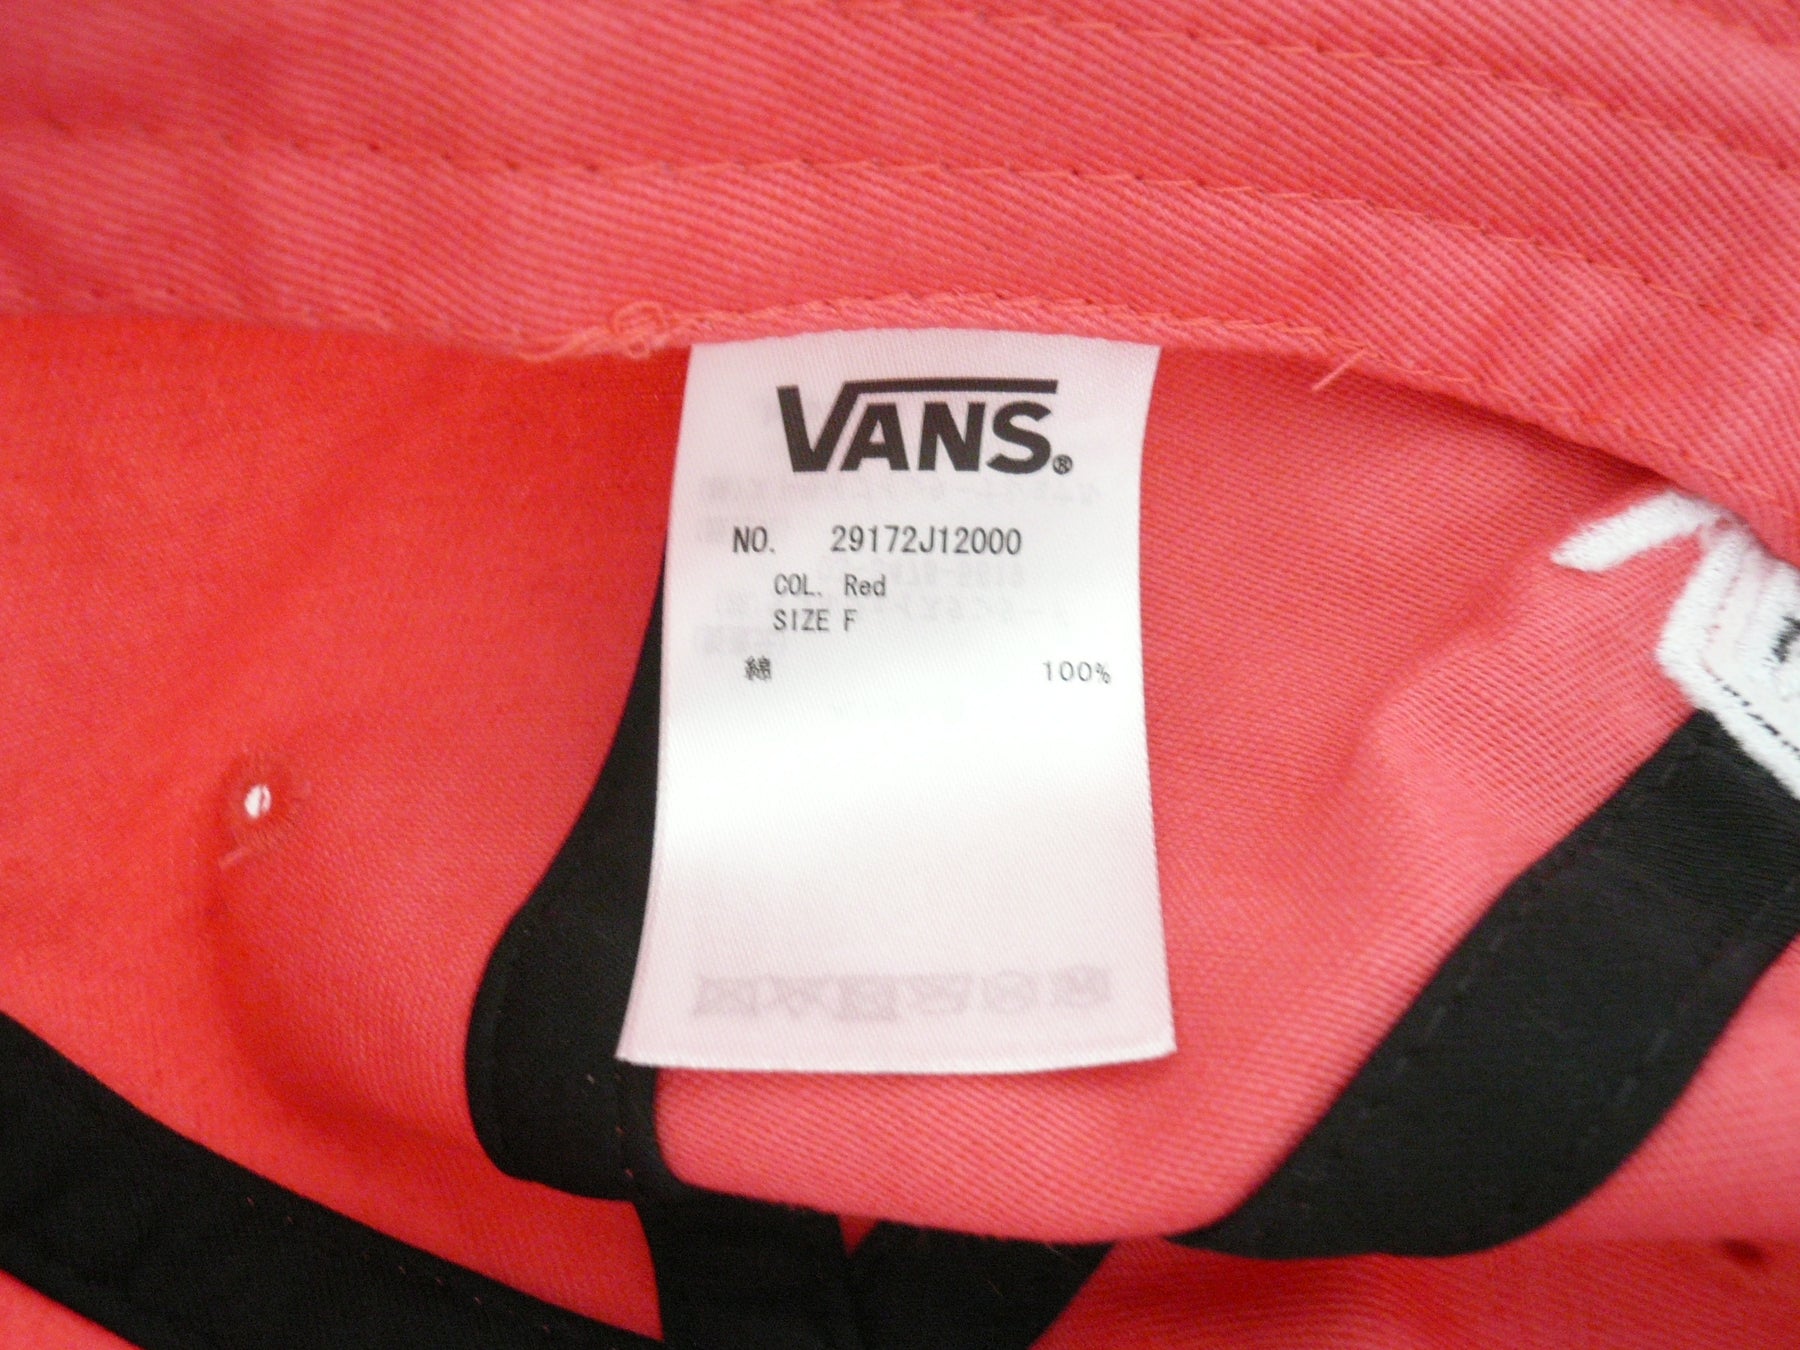 VANS®
NO. 29172J12000
COL. Red
SIZE F
綿 100%